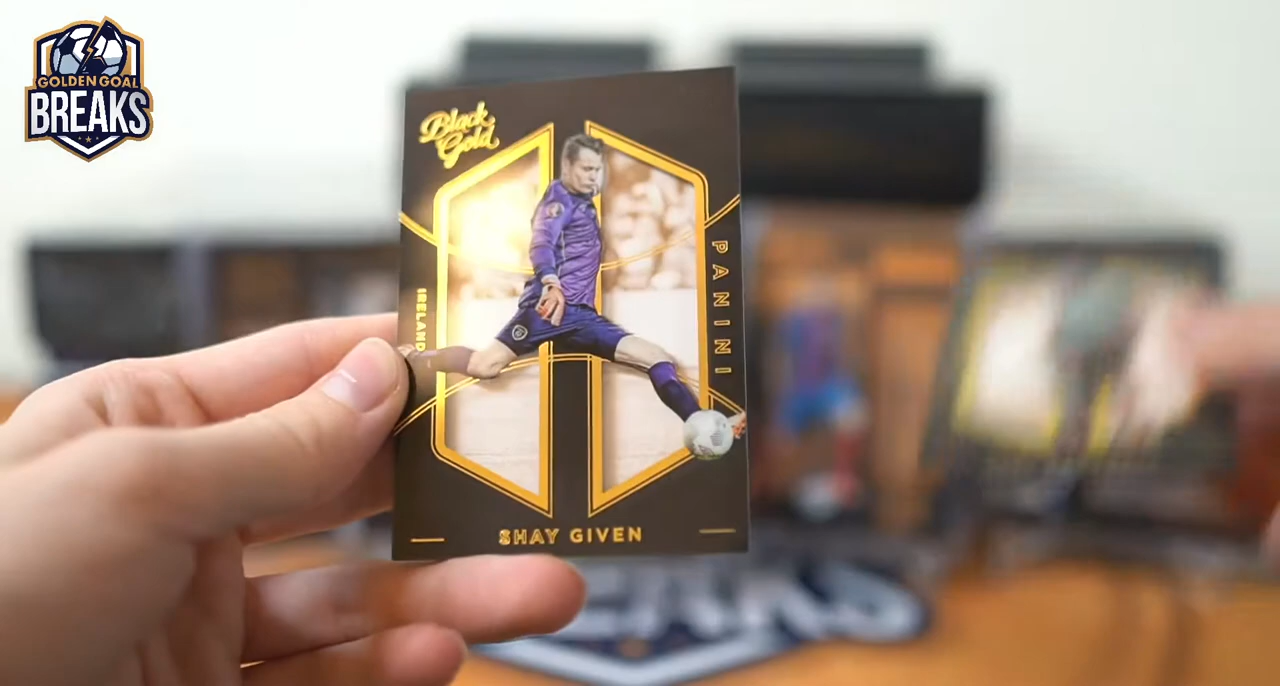 GOLDEN GOAL
BREAKS
Black
Gold
IRELAND
PANINI
SHAY GIVEN